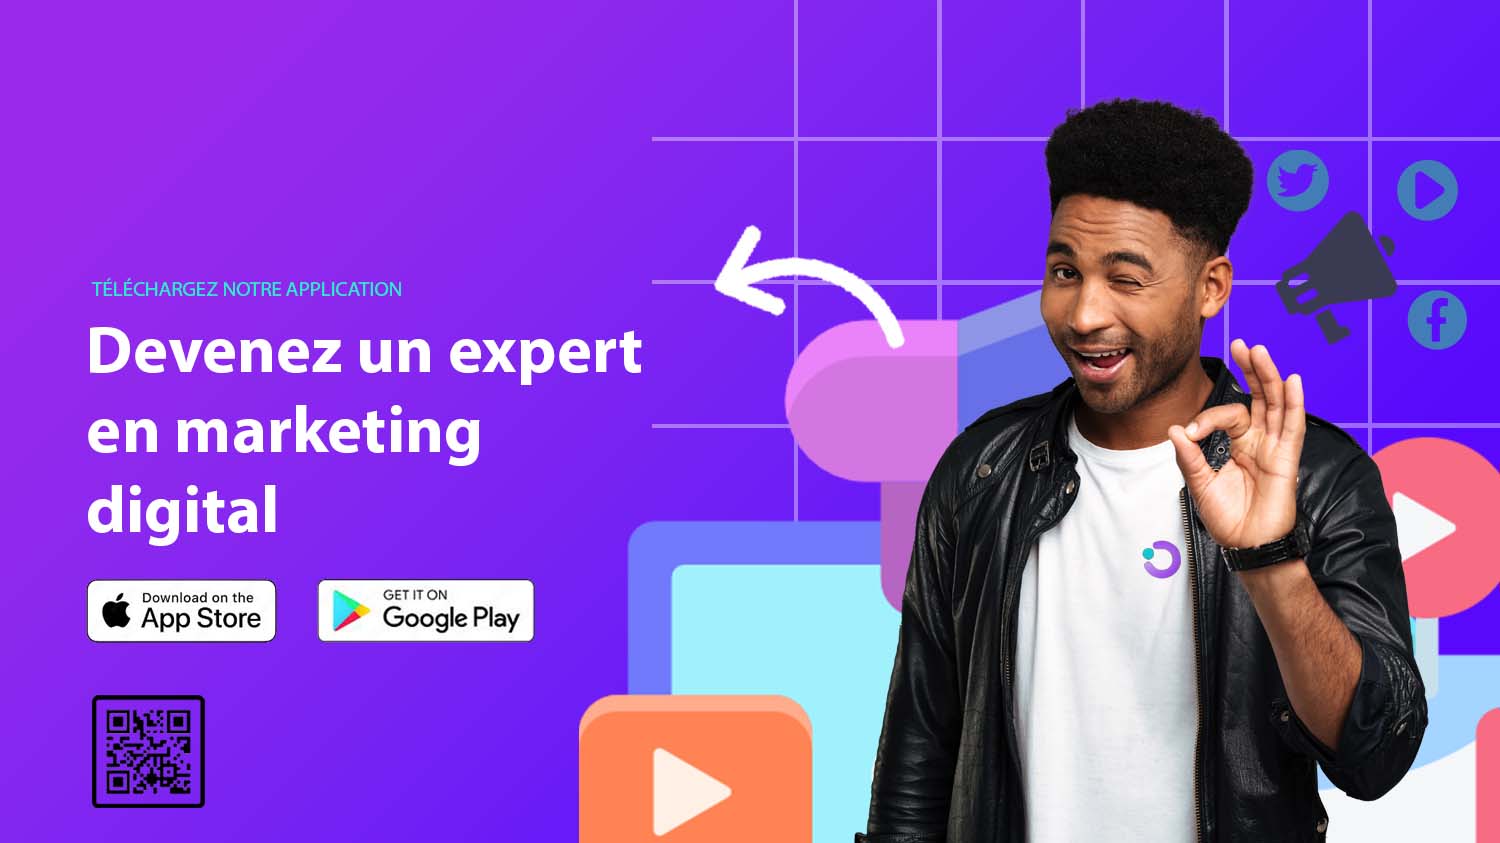 TÉLÉCHARGEZ NOTRE APPLICATION
Devenez un expert
en marketing
digital
Download on the
App Store
GET IT ON
Google Play